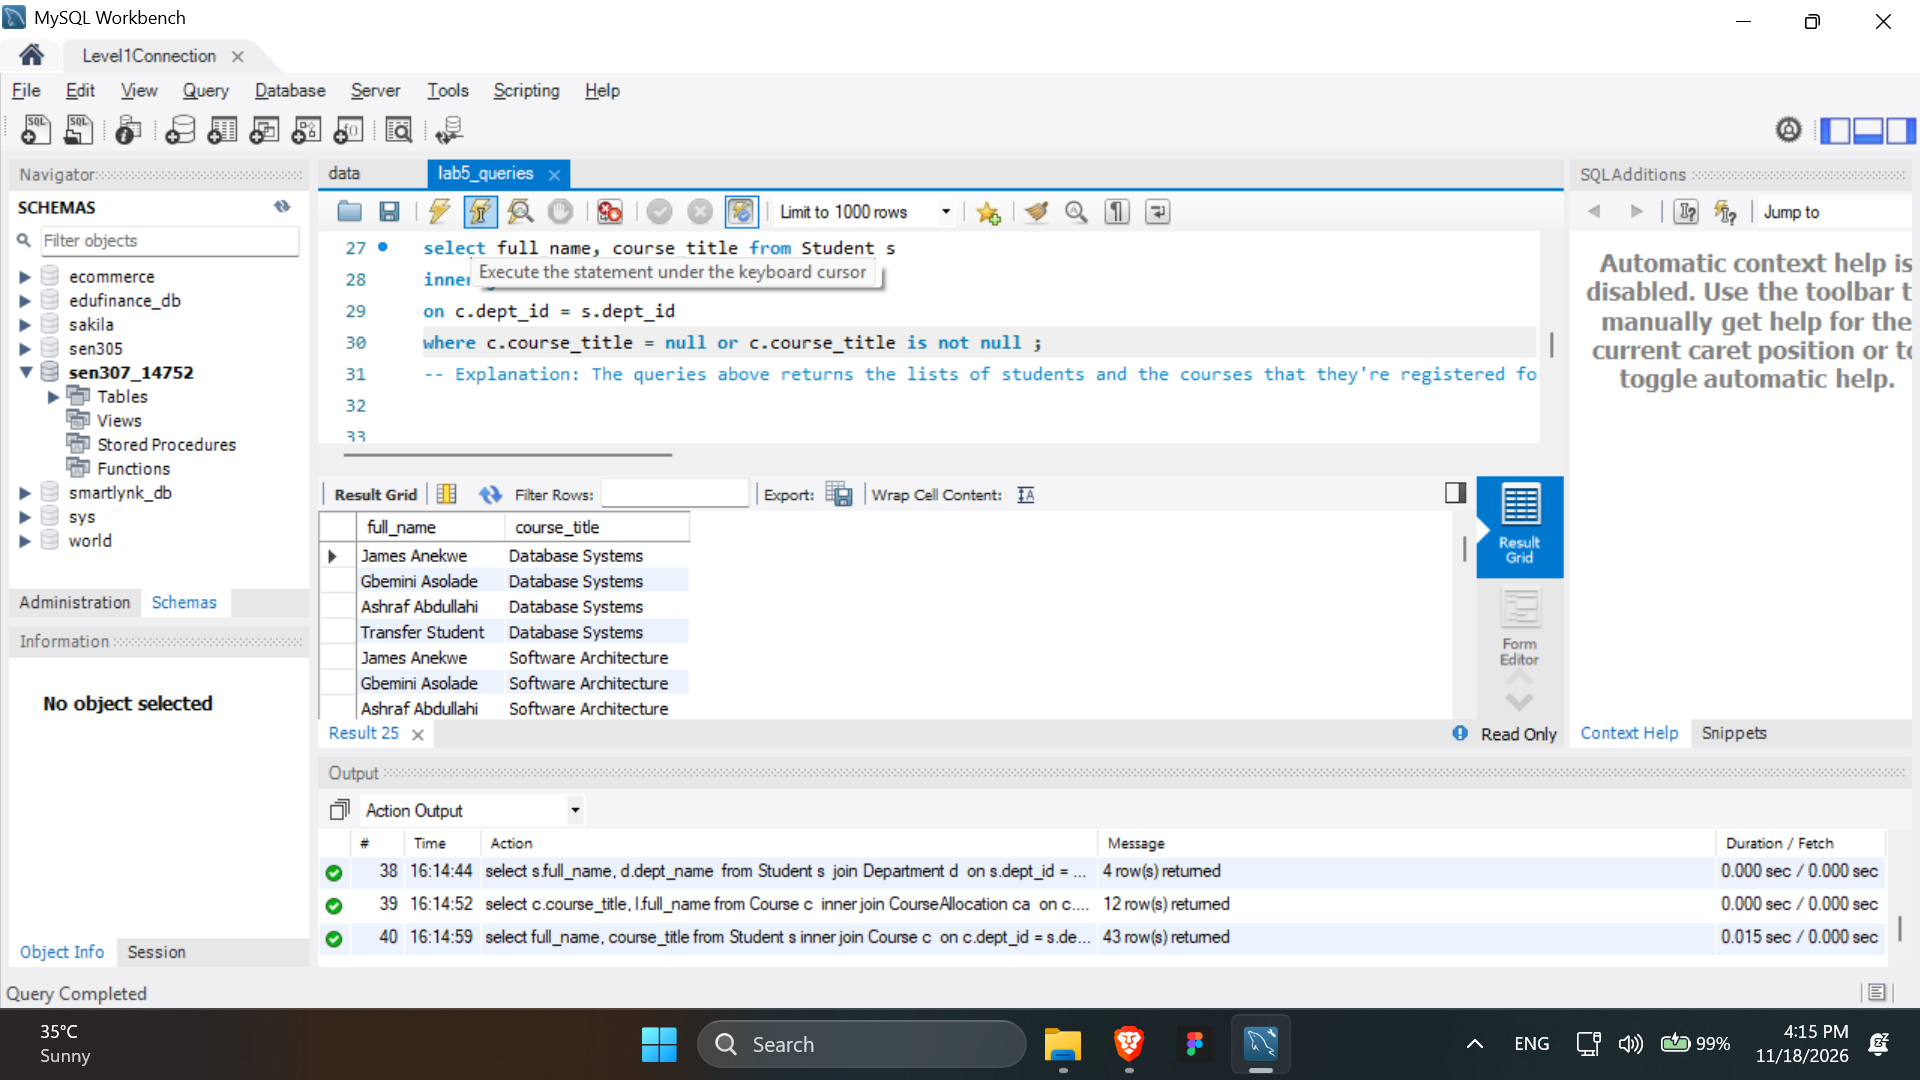 MySQL Workbench
Level1Connection
File Edit View Query Database Server Tools Scripting Help
Navigator
SCHEMAS
Filter objects
ecommerce
edufinance_db
sakila
sen305
sen307_14752
Tables
Views
Stored Procedures
Functions
smartlynk_db
sys
world
Administration Schemas
Information
No object selected
Object Info Session
data lab5_queries
Limit to 1000 rows
27 select full_name, course_title from Student s
Execute the statement under the keyboard cursor
28 inner
29 on c.dept_id = s.dept_id
30 where c.course_title = null or c.course_title is not null ;
31 -- Explanation: The queries above returns the lists of students and the courses that they're registered fo
32
33
Result Grid Filter Rows: Export: Wrap Cell Content:
full_name course_title
James Anekwe Database Systems
Gbemini Asolade Database Systems
Ashraf Abdullahi Database Systems
Transfer Student Database Systems
James Anekwe Software Architecture
Gbemini Asolade Software Architecture
Ashraf Abdullahi Software Architecture
Result Grid
Form Editor
Result 25
Read Only
SQLAdditions
Jump to
Automatic context help is
disabled. Use the toolbar t
manually get help for the
current caret position or to
toggle automatic help.
Context Help Snippets
Output
Action Output
# Time Action Message Duration / Fetch
38 16:14:44 select s.full_name, d.dept_name from Student s join Department d on s.dept_id = ... 4 row(s) returned 0.000 sec / 0.000 sec
39 16:14:52 select c.course_title, l.full_name from Course c inner join CourseAllocation ca on c.... 12 row(s) returned 0.000 sec / 0.000 sec
40 16:14:59 select full_name, course_title from Student s inner join Course c on c.dept_id = s.de... 43 row(s) returned 0.015 sec / 0.000 sec
Query Completed
35°C
Sunny
Search
ENG
99%
4:15 PM
11/18/2026